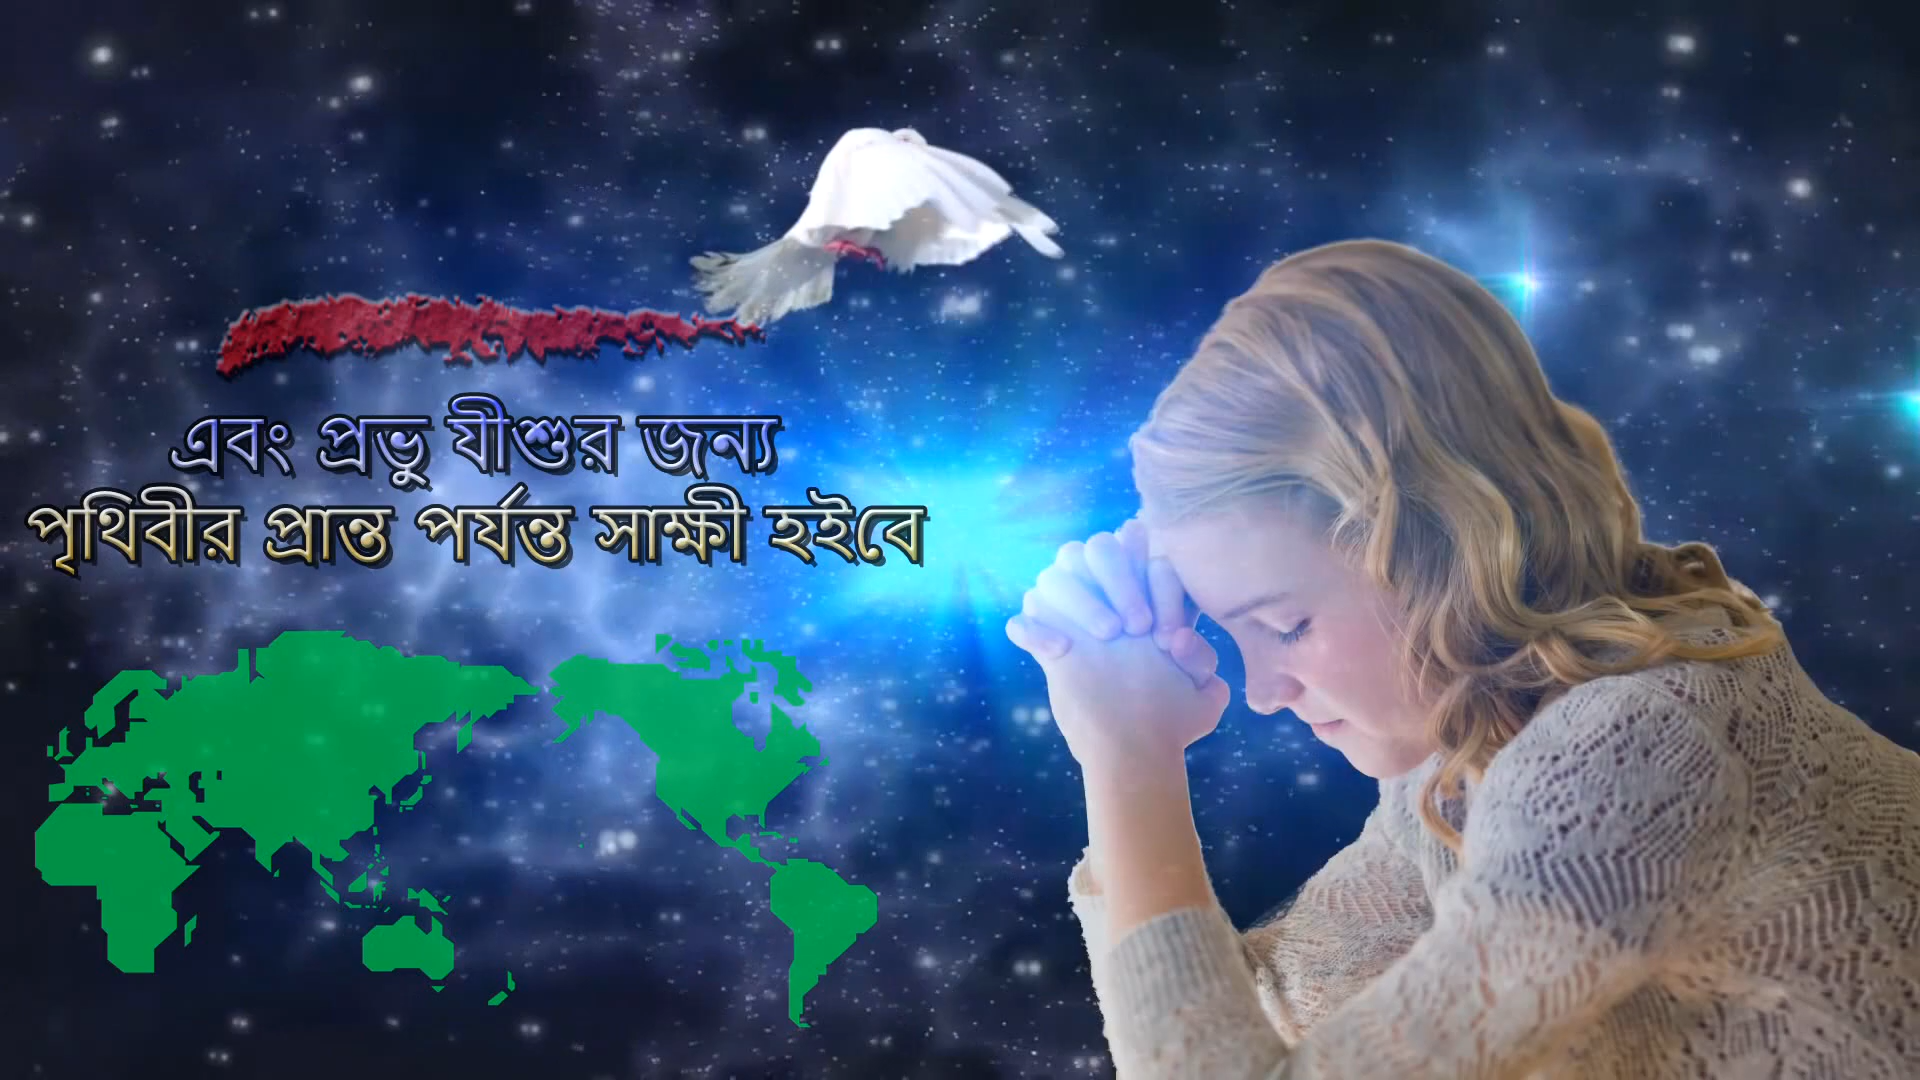 এবং প্রভু যীশুর জন্য
পৃথিবীর প্রান্ত পর্যন্ত সাক্ষী হইবে